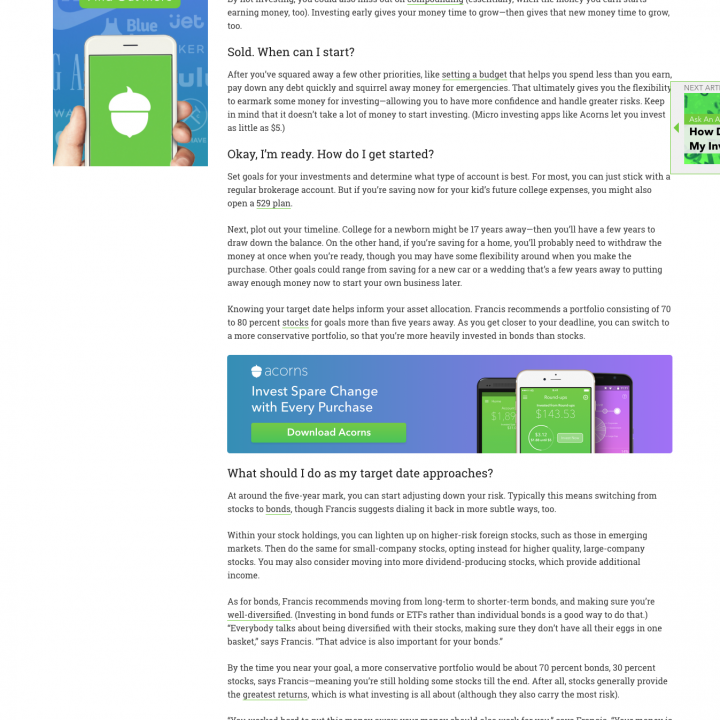 Find Out More
Blue
Jet
KER
ulu
WA
By not investing, you could also miss out on compounding (essentially, when the money you earn starts
earning money, too). Investing early gives your money time to grow—then gives that new money time to grow,
too.
Sold. When can I start?
After you've squared away a few other priorities, like setting a budget that helps you spend less than you earn,
pay down any debt quickly and squirrel away money for emergencies. That ultimately gives you the flexibility
to earmark some money for investing—allowing you to have more confidence and handle greater risks. Keep
in mind that it doesn't take a lot of money to start investing. (Micro investing apps like Acorns let you invest
as little as $5.)
NEXT ARTI
Ask An A
How D
My Inv
Okay, I'm ready. How do I get started?
Set goals for your investments and determine what type of account is best. For most, you can just stick with a
regular brokerage account. But if you're saving now for your kid's future college expenses, you might also
open a 529 plan.
Next, plot out your timeline. College for a newborn might be 17 years away—then you'll have a few years to
draw down the balance. On the other hand, if you're saving for a home, you'll probably need to withdraw the
money at once when you're ready, though you may have some flexibility around when you make the
purchase. Other goals could range from saving for a new car or a wedding that's a few years away to putting
away enough money now to start your own business later.
Knowing your target date helps inform your asset allocation. Francis recommends a portfolio consisting of 70
to 80 percent stocks for goals more than five years away. As you get closer to your deadline, you can switch to
a more conservative portfolio, so that you're more heavily invested in bonds than stocks.
acorns
Invest Spare Change
with Every Purchase
Download Acorns
$143.53
What should I do as my target date approaches?
At around the five-year mark, you can start adjusting down your risk. Typically this means switching from
stocks to bonds, though Francis suggests dialing it back in more subtle ways, too.
Within your stock holdings, you can lighten up on higher-risk foreign stocks, such as those in emerging
markets. Then do the same for small-company stocks, opting instead for higher quality, large-company
stocks. You may also consider moving into more dividend-producing stocks, which provide additional
income.
As for bonds, Francis recommends moving from long-term to shorter-term bonds, and making sure you're
well-diversified. (Investing in bond funds or ETFs rather than individual bonds is a good way to do that.)
"Everybody talks about being diversified with their stocks, making sure they don't have all their eggs in one
basket," says Francis. "That advice is also important for your bonds."
By the time you near your goal, a more conservative portfolio would be about 70 percent bonds, 30 percent
stocks, says Francis—meaning you're still holding some stocks till the end. After all, stocks generally provide
the greatest returns, which is what investing is all about (although they also carry the most risk).